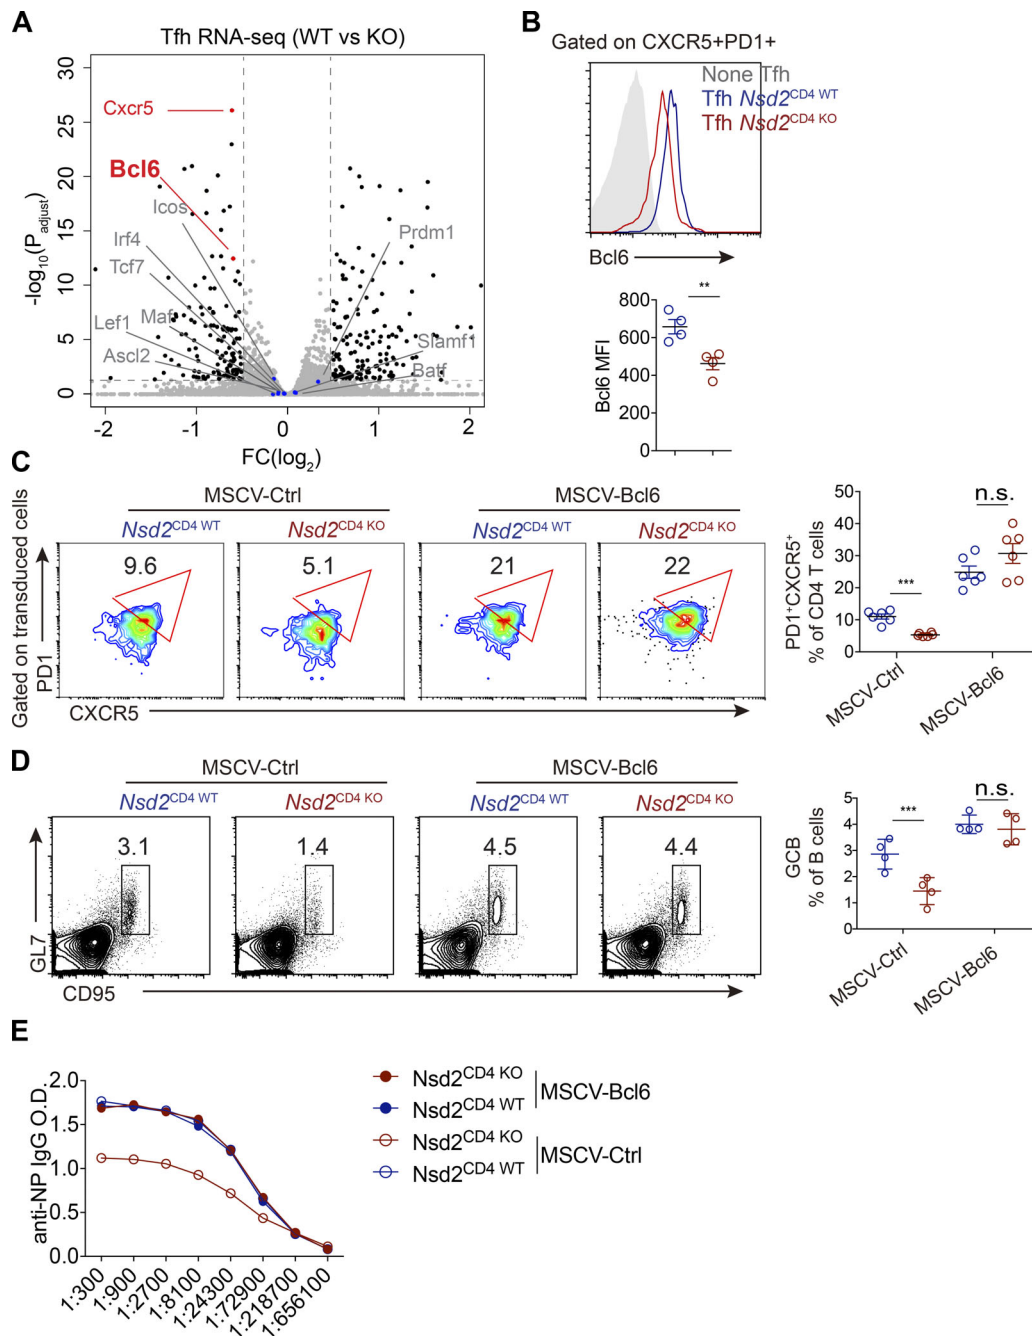 A
Tfh RNA-seq (WT vs KO)
-log10(Padjust)
30
25
20
15
10
5
0
Cxcr5
Bcl6
Icos
Irf4
Tcf7
Lef1
Maf
Ascl2
Prdm1
Slamf1
Batf
-2
-1
0
1
2
FC(log2)
B
Gated on CXCR5+PD1+
None Tfh
Tfh Nsd2CD4 WT
Tfh Nsd2CD4 KO
Bcl6
Bcl6 MFI
800
600
400
200
0
**
C
MSCV-Ctrl
MSCV-Bcl6
Nsd2CD4 WT
Nsd2CD4 KO
Nsd2CD4 WT
Nsd2CD4 KO
Gated on transduced cells
PD1
9.6
5.1
21
22
CXCR5
PD1+CXCR5+
% of CD4 T cells
50
40
30
20
10
0
***
n.s.
MSCV-Ctrl
MSCV-Bcl6
D
MSCV-Ctrl
MSCV-Bcl6
Nsd2CD4 WT
Nsd2CD4 KO
Nsd2CD4 WT
Nsd2CD4 KO
GL7
3.1
1.4
4.5
4.4
CD95
GCB
% of B cells
5
4
3
2
1
0
***
n.s.
MSCV-Ctrl
MSCV-Bcl6
E
anti-NP IgG O.D.
2.0
1.5
1.0
0.5
0.0
1:300
1:900
1:2700
1:8100
1:24300
1:72900
1:218700
1:656100
Nsd2CD4 KO
Nsd2CD4 WT
MSCV-Bcl6
Nsd2CD4 KO
Nsd2CD4 WT
MSCV-Ctrl